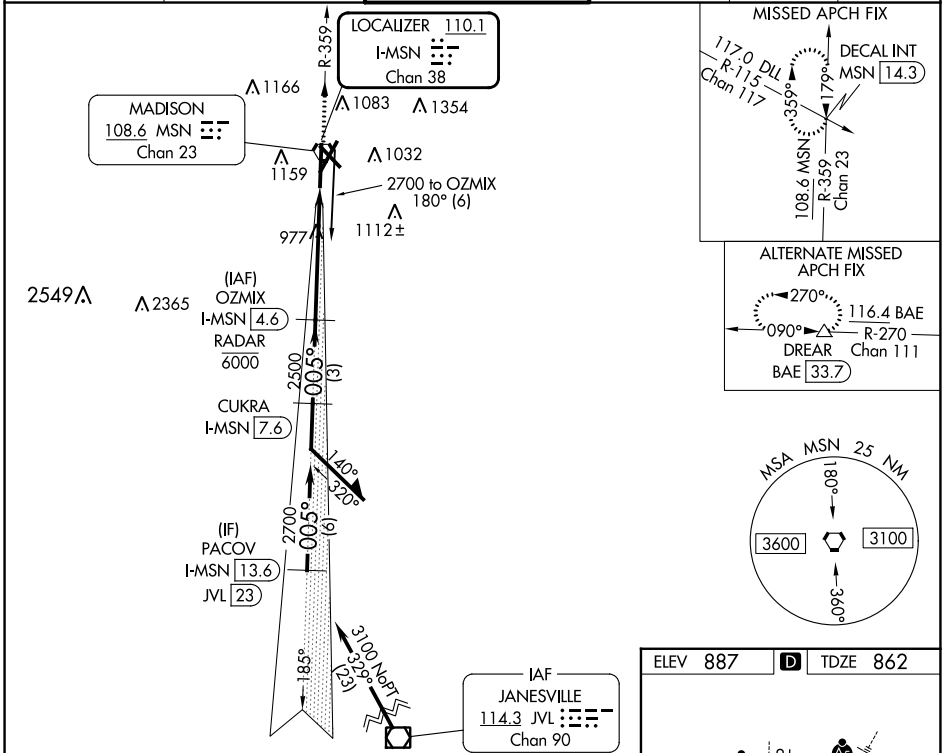 LOCALIZER 110.1
I-MSN
Chan 38
R-359
MADISON
108.6 MSN
Chan 23
1166
1083
1354
1159
1032
2700 to OZMIX
180° (6)
1112±
977
2549
2365
(IAF)
OZMIX
I-MSN 4.6
RADAR
6000
2500
005°
(3)
CUKRA
I-MSN 7.6
140°
320°
2700
005°
(6)
(IF)
PACOV
I-MSN 13.6
JVL 23
185°
3100 NoPT
329°
(23)
IAF
JANESVILLE
114.3 JVL
Chan 90
MISSED APCH FIX
117.0 DLL
R-115
Chan 117
DECAL INT
MSN 14.3
359°
179°
108.6 MSN
R-359
Chan 23
ALTERNATE MISSED
APCH FIX
270°
116.4 BAE
090°
R-270
DREAR
Chan 111
BAE 33.7
MSA MSN 25 NM
180°
3600
3100
360°
ELEV 887
D
TDZE 862